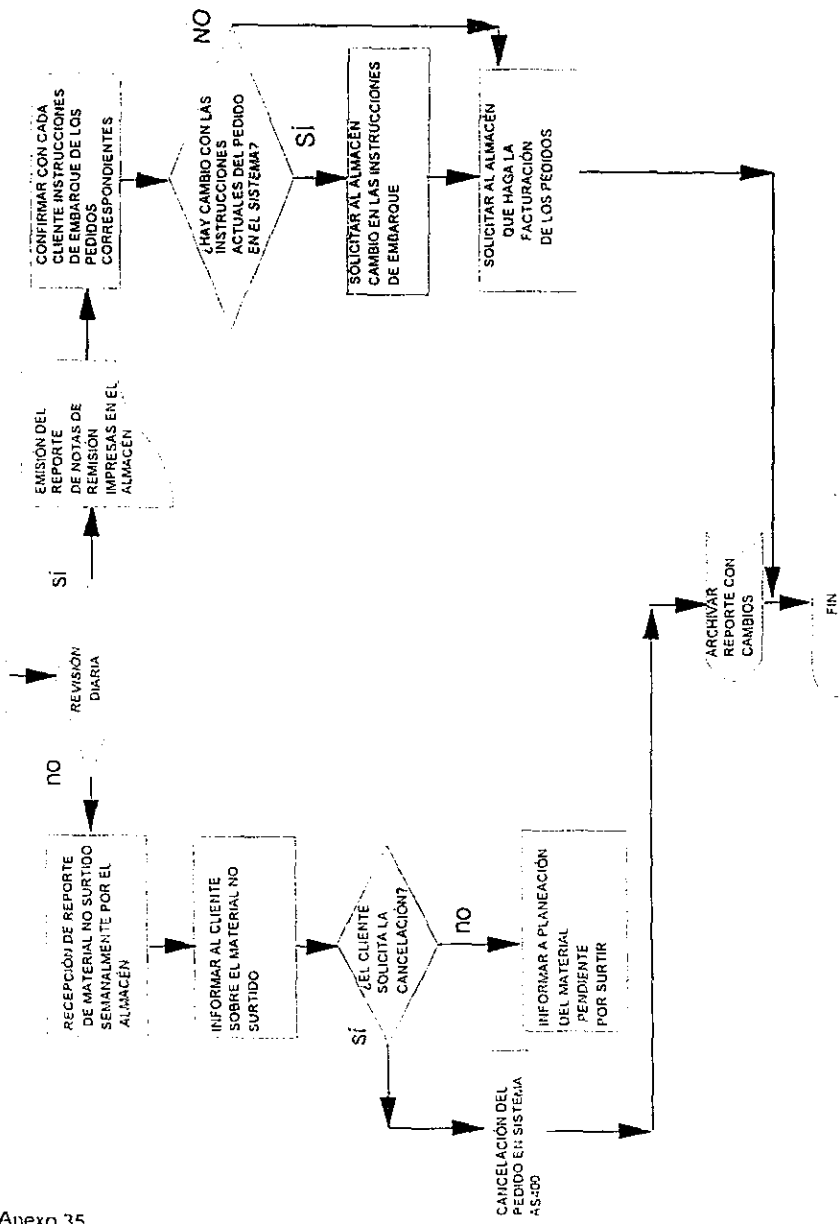 REVISIÓN
DIARIA
no
SÍ
RECEPCIÓN DE REPORTE
DE MATERIAL NO SURTIDO
SEMANALMENTE POR EL
ALMACÉN
INFORMAR AL CLIENTE
SOBRE EL MATERIAL NO
SURTIDO
¿EL CLIENTE
SOLICITA LA
CANCELACIÓN?
SÍ
no
CANCELACIÓN DEL
PEDIDO EN SISTEMA
AS400
INFORMAR A PLANEACIÓN
DEL MATERIAL
PENDIENTE
POR SURTIR
EMISIÓN DEL
REPORTE
DE NOTAS DE
REMISIÓN
IMPRESAS EN EL
ALMACÉN
CONFIRMAR CON CADA
CLIENTE INSTRUCCIONES
DE EMBARQUE DE LOS
PEDIDOS
CORRESPONDIENTES
¿HAY CAMBIO CON LAS
INSTRUCCIONES
ACTUALES DEL PEDIDO
EN EL SISTEMA?
NO
SÍ
SOLICITAR AL ALMACÉN
CAMBIO EN LAS INSTRUCCIONES
DE EMBARQUE
SOLICITAR AL ALMACÉN
QUE HAGA LA
FACTURACIÓN
DE LOS PEDIDOS
ARCHIVAR
REPORTE CON
CAMBIOS
FIN
Anexo 35